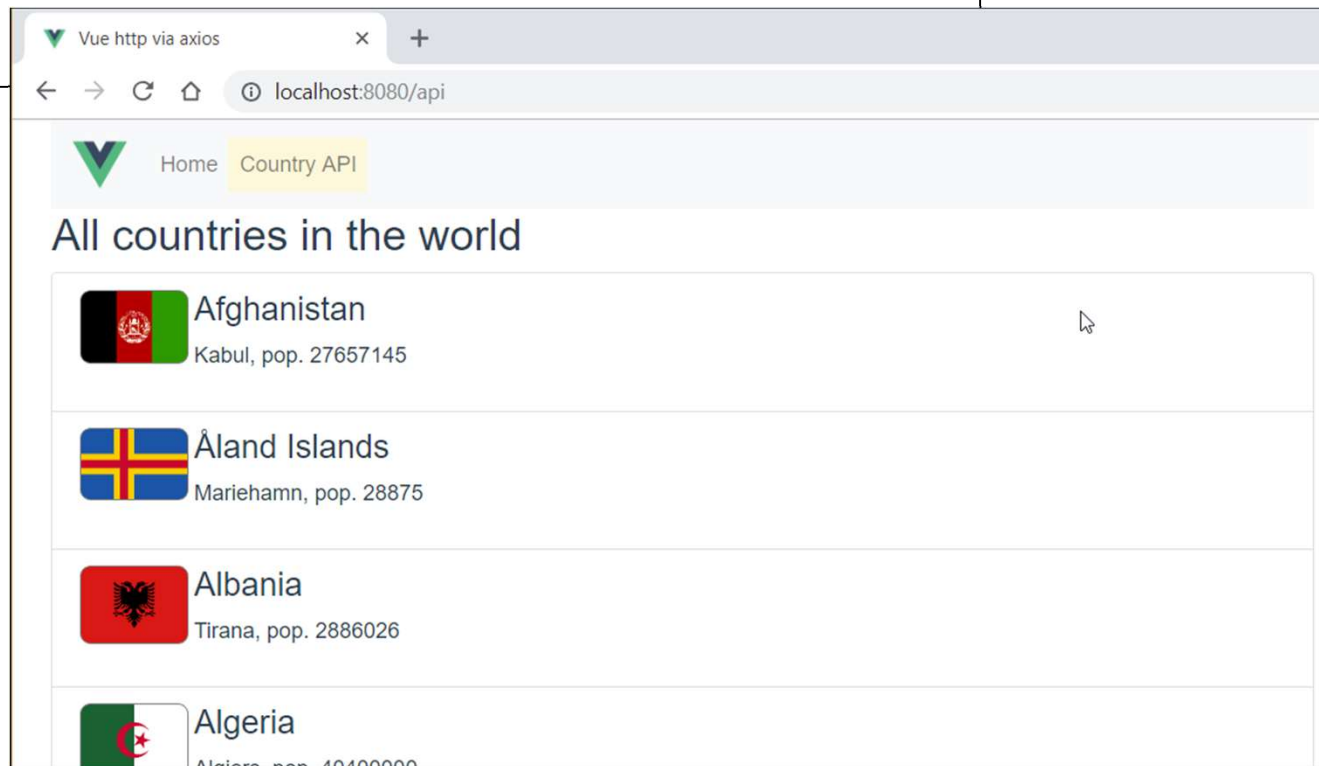 Vue http via axios
localhost:8080/api
Home Country API
All countries in the world
Afghanistan
Kabul, pop. 27657145
Åland Islands
Mariehamn, pop. 28875
Albania
Tirana, pop. 2886026
Algeria